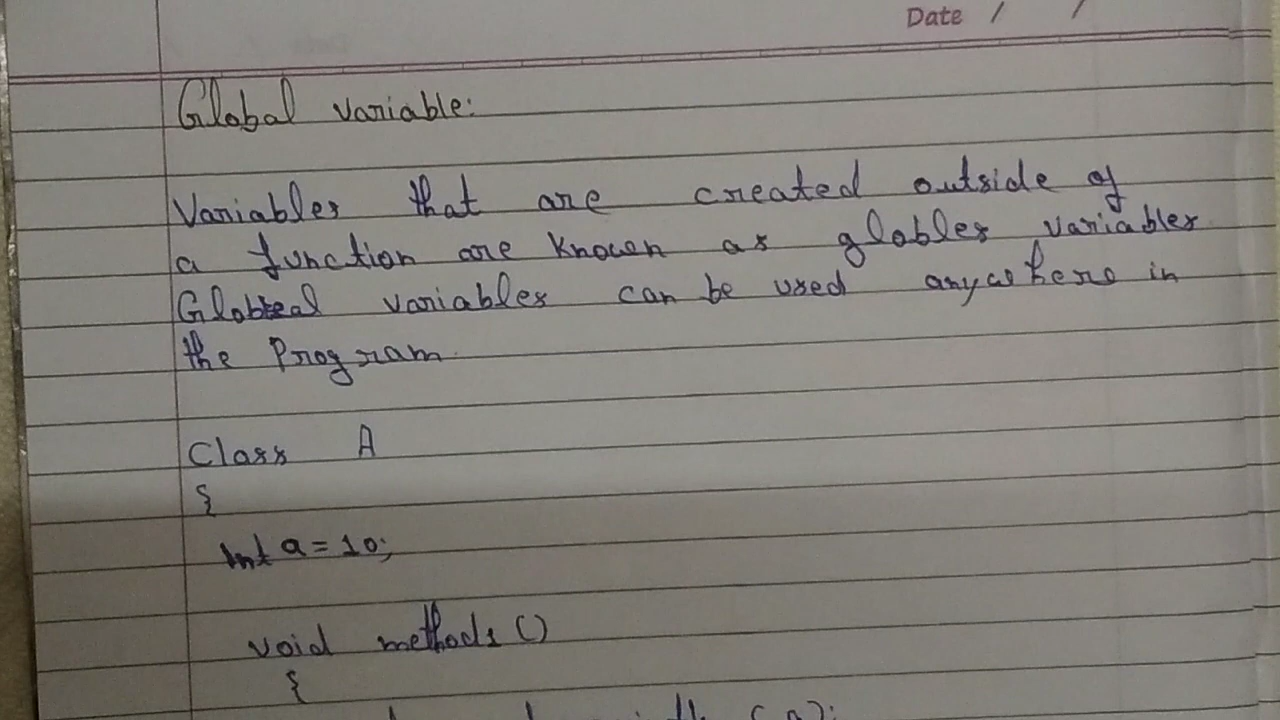 Date / /
Global variable:
Variables that are created outside of
a function are known as globles variables
Global variables can be used anywhere in
the Program
Class A
{
int a = 10;
void methods ()
{
(a);